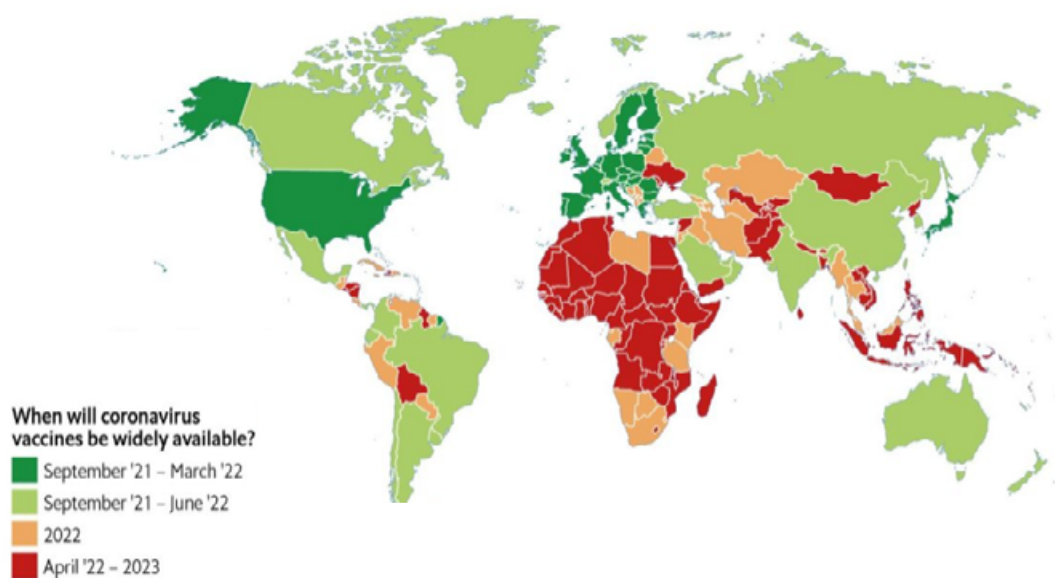 When will coronavirus
vaccines be widely available?
September '21 – March '22
September '21 – June '22
2022
April '22 – 2023